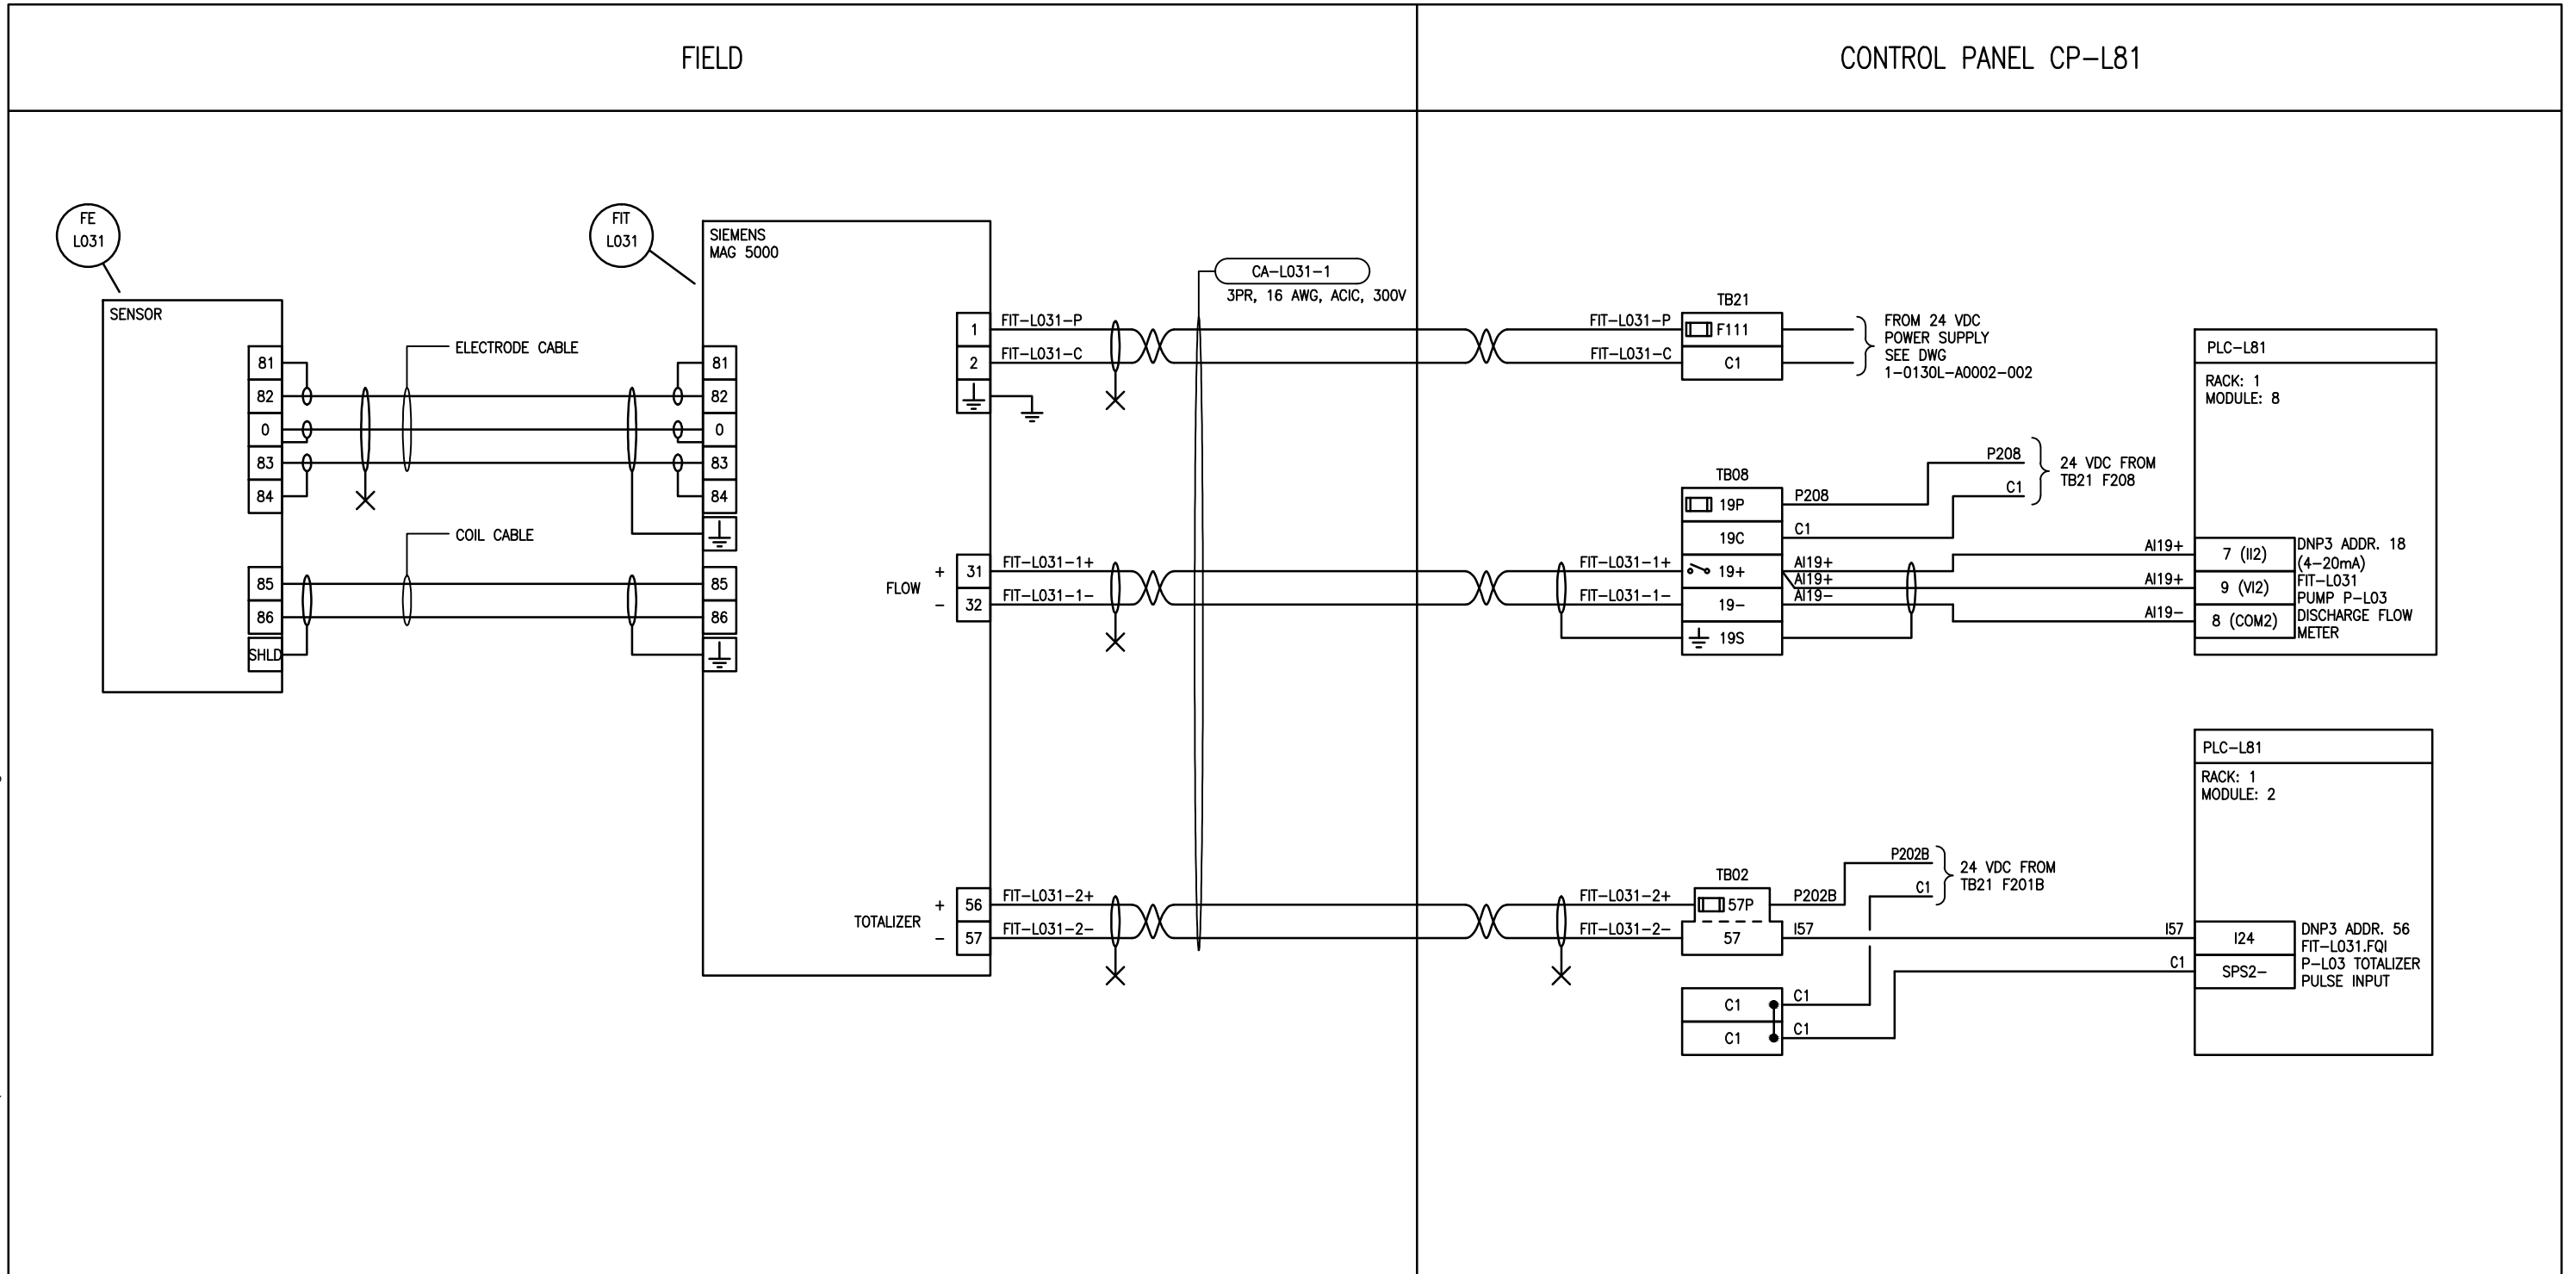 FIELD
CONTROL PANEL CP-L81
FE
L031
SENSOR
81
82
0
83
84
85
86
SHLD
ELECTRODE CABLE
COIL CABLE
FIT
L031
SIEMENS
MAG 5000
81
82
0
83
84
85
86
1
2
FLOW
+
31
-
32
TOTALIZER
+
56
-
57
FIT-L031-P
FIT-L031-C
FIT-L031-1+
FIT-L031-1-
FIT-L031-2+
FIT-L031-2-
CA-L031-1
3PR, 16 AWG, ACIC, 300V
FIT-L031-P
FIT-L031-C
TB21
F111
C1
FROM 24 VDC
POWER SUPPLY
SEE DWG
1-0130L-A0002-002
FIT-L031-1+
FIT-L031-1-
TB08
19P
19C
19+
19-
19S
P208
C1
AI19+
AI19+
AI19-
P208
C1
24 VDC FROM
TB21 F208
AI19+
AI19+
AI19-
PLC-L81
RACK: 1
MODULE: 8
7 (II2)
9 (VI2)
8 (COM2)
DNP3 ADDR. 18
(4-20mA)
FIT-L031
PUMP P-L03
DISCHARGE FLOW
METER
FIT-L031-2+
FIT-L031-2-
TB02
57P
57
C1
C1
P202B
I57
C1
C1
P202B
C1
24 VDC FROM
TB21 F201B
I57
C1
PLC-L81
RACK: 1
MODULE: 2
I24
SPS2-
DNP3 ADDR. 56
FIT-L031.FQI
P-L03 TOTALIZER
PULSE INPUT